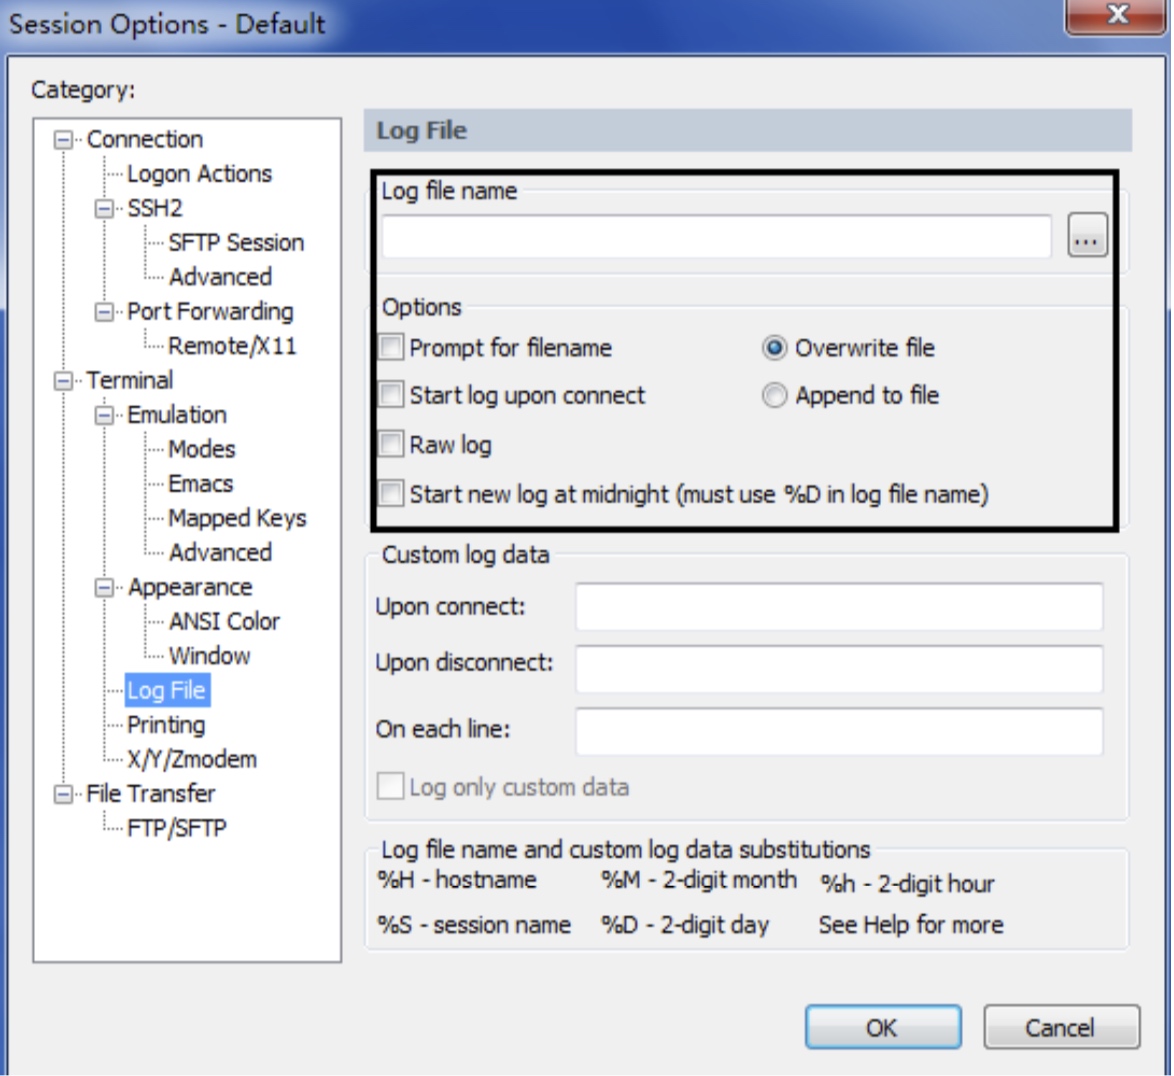 Session Options - Default
Category:
Connection
Logon Actions
SSH2
SFTP Session
Advanced
Port Forwarding
Remote/X11
Terminal
Emulation
Modes
Emacs
Mapped Keys
Advanced
Appearance
ANSI Color
Window
Log File
Printing
X/Y/Zmodem
File Transfer
FTP/SFTP
Log File
Log file name
...
Options
Prompt for filename
Overwrite file
Start log upon connect
Append to file
Raw log
Start new log at midnight (must use %D in log file name)
Custom log data
Upon connect:
Upon disconnect:
On each line:
Log only custom data
Log file name and custom log data substitutions
%H - hostname %M - 2-digit month %h - 2-digit hour
%S - session name %D - 2-digit day See Help for more
OK Cancel